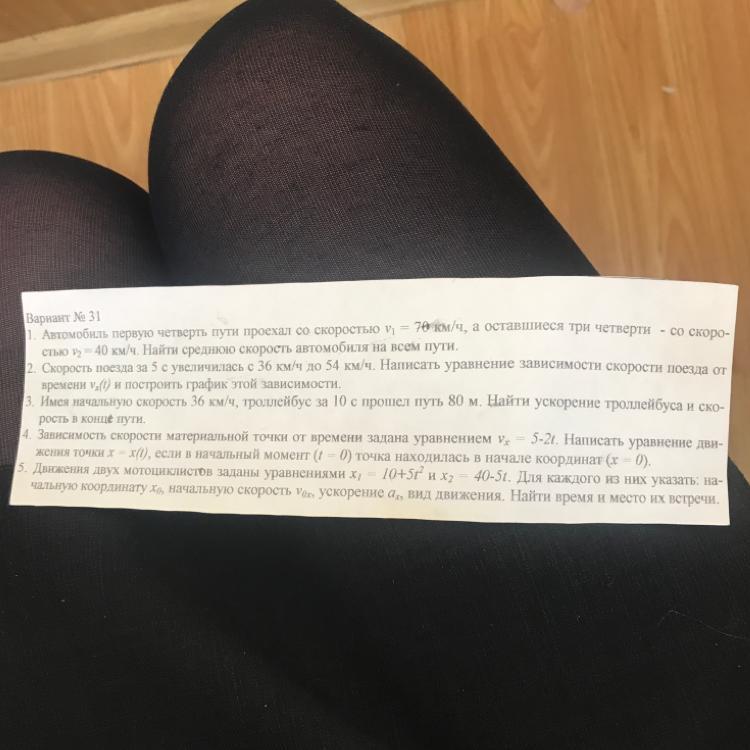 Вариант № 31
1. Автомобиль первую четверть пути проехал со скоростью v₁ = 70 км/ч, а оставшиеся три четверти - со скоро-
стью v₂ = 40 км/ч. Найти среднюю скорость автомобиля на всем пути.
2. Скорость поезда за 5 с увеличилась с 36 км/ч до 54 км/ч. Написать уравнение зависимости скорости поезда от
времени vₓ(t) и построить график этой зависимости.
3. Имея начальную скорость 36 км/ч, троллейбус за 10 с прошел путь 80 м. Найти ускорение троллейбуса и ско-
рость в конце пути.
4. Зависимость скорости материальной точки от времени задана уравнением vₓ = 5-2t. Написать уравнение дви-
жения точки x = x(t), если в начальный момент (t = 0) точка находилась в начале координат (x = 0).
5. Движения двух мотоциклистов заданы уравнениями x₁ = 10+5t² и x₂ = 40-5t. Для каждого из них указать: на-
чальную координату x₀, начальную скорость v₀ₓ, ускорение aₓ, вид движения. Найти время и место их встречи.